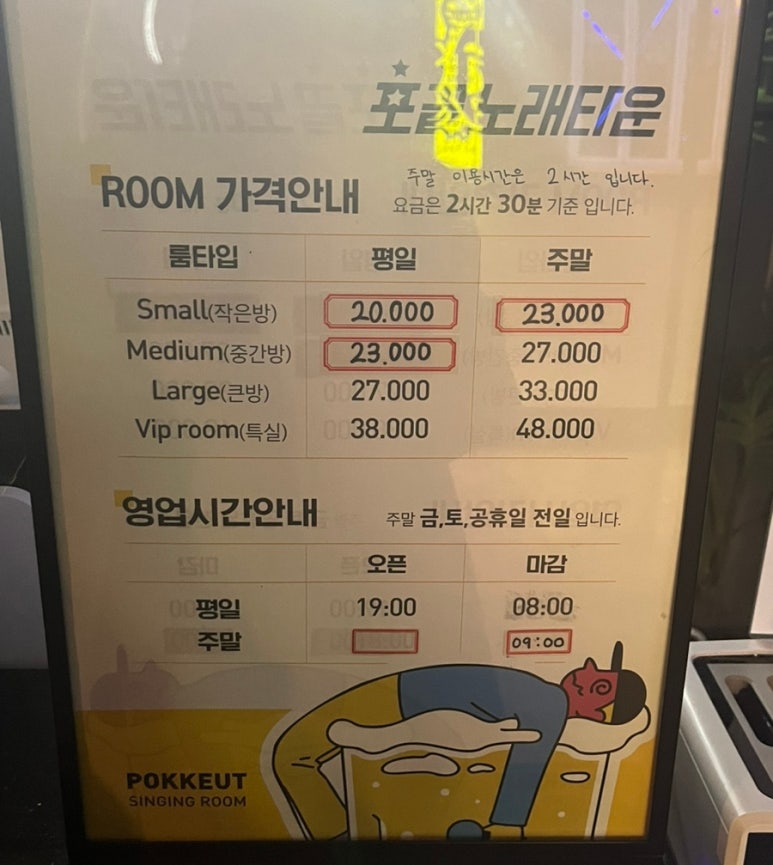 포끝노래타운
주말 이용시간은 2시간 입니다.
ROOM 가격안내 요금은 2시간 30분 기준 입니다.
룸타입 평일 주말
Small(작은방) 20.000 23.000
Medium(중간방) 23.000 27.000
Large(큰방) 27.000 33.000
Vip room(특실) 38.000 48.000
영업시간안내 주말 금,토,공휴일 전일 입니다.
오픈 마감
평일 19:00 08:00
주말 09:00
POKKEUT
SINGING ROOM